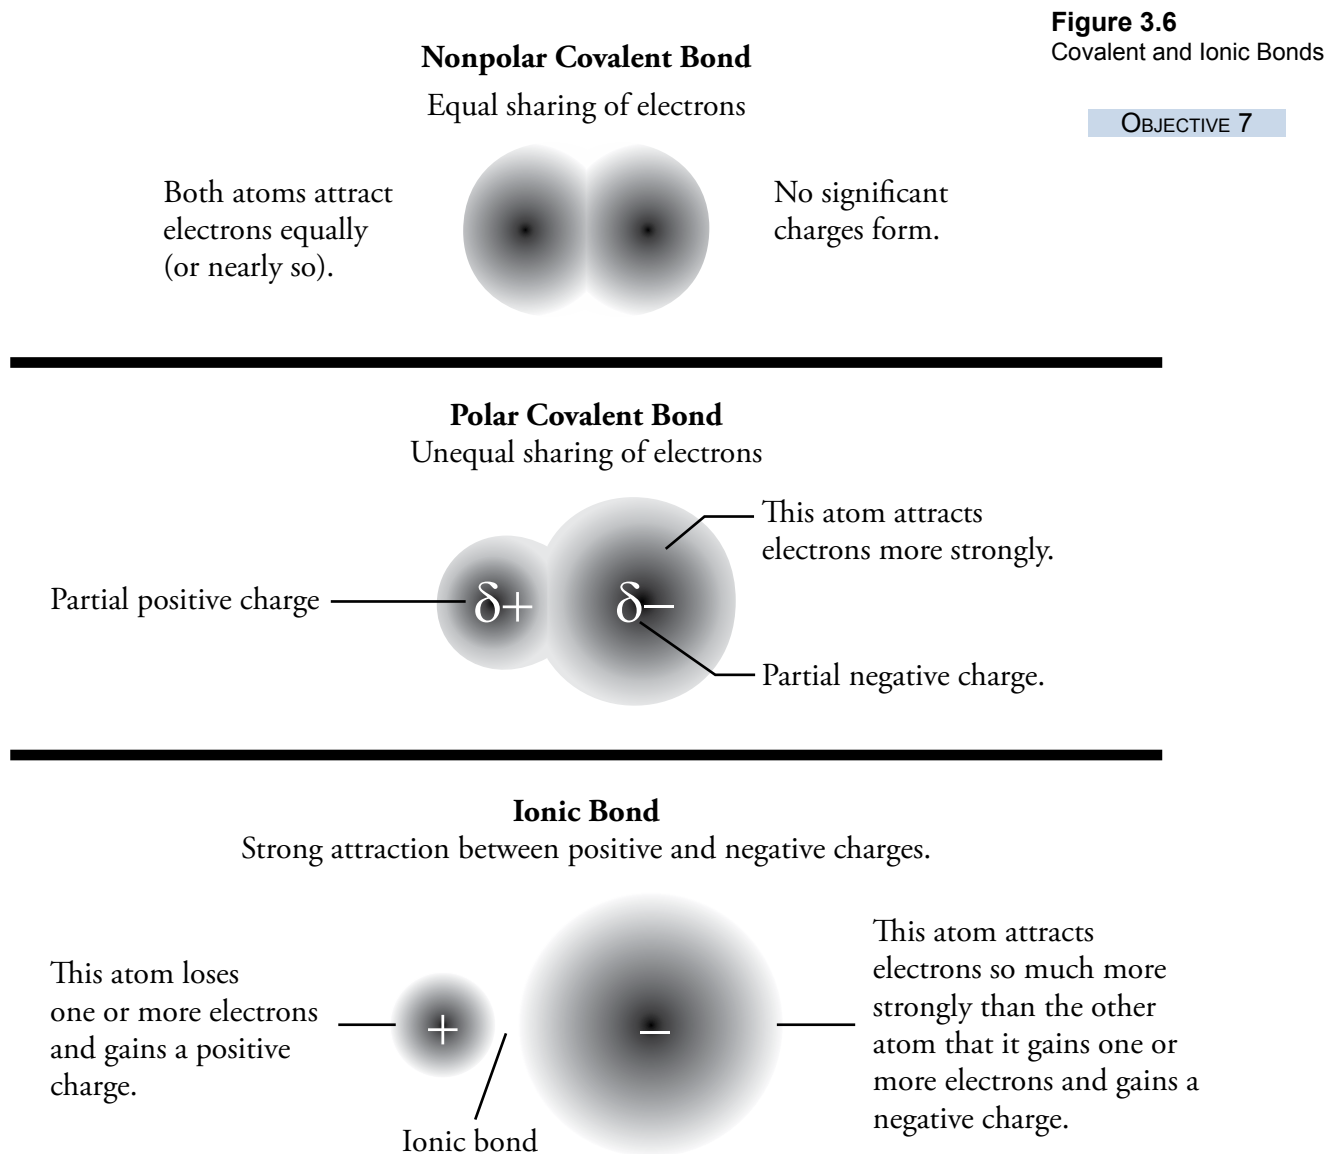 Figure 3.6
Covalent and Ionic Bonds
OBJECTIVE 7
Nonpolar Covalent Bond
Equal sharing of electrons
Both atoms attract
electrons equally
(or nearly so).
No significant
charges form.
Polar Covalent Bond
Unequal sharing of electrons
This atom attracts
electrons more strongly.
Partial positive charge
δ+
δ–
Partial negative charge.
Ionic Bond
Strong attraction between positive and negative charges.
This atom loses
one or more electrons
and gains a positive
charge.
+
–
This atom attracts
electrons so much more
strongly than the other
atom that it gains one or
more electrons and gains a
negative charge.
Ionic bond